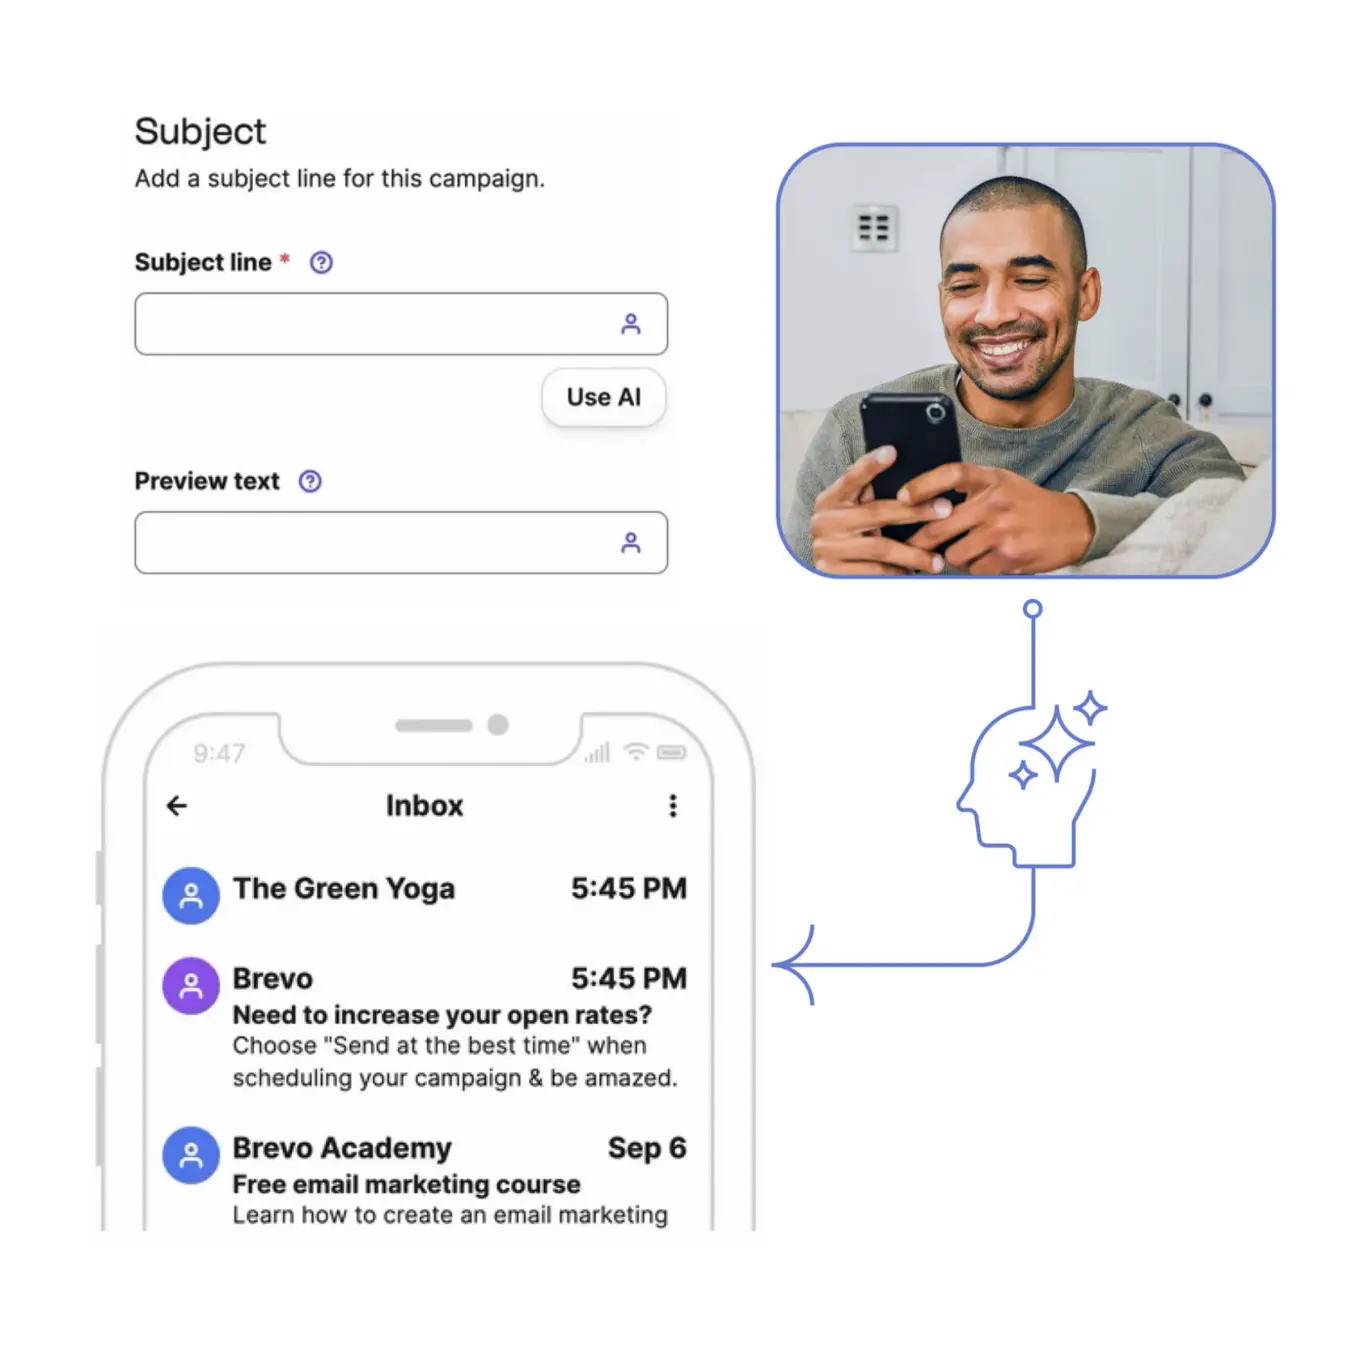 Subject
Add a subject line for this campaign.
Subject line *
Use AI
Preview text
9:47
Inbox
The Green Yoga 5:45 PM
Brevo 5:45 PM
Need to increase your open rates?
Choose "Send at the best time" when
scheduling your campaign & be amazed.
Brevo Academy Sep 6
Free email marketing course
Learn how to create an email marketing